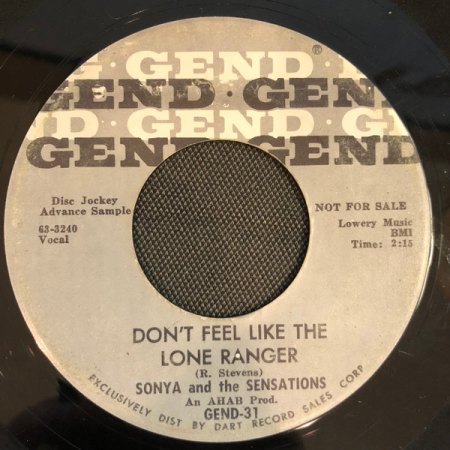 G · GEND · G
GEND · GEND ·
D · GEND · GEND
GEND · GEND
®
Disc Jockey
Advance Sample
63-3240
Vocal
NOT FOR SALE
Lowery Music
BMI
Time: 2:15
DON'T FEEL LIKE THE
LONE RANGER
(R. Stevens)
SONYA and the SENSATIONS
An AHAB Prod.
GEND-31
EXCLUSIVELY DIST BY DART RECORD SALES CORP